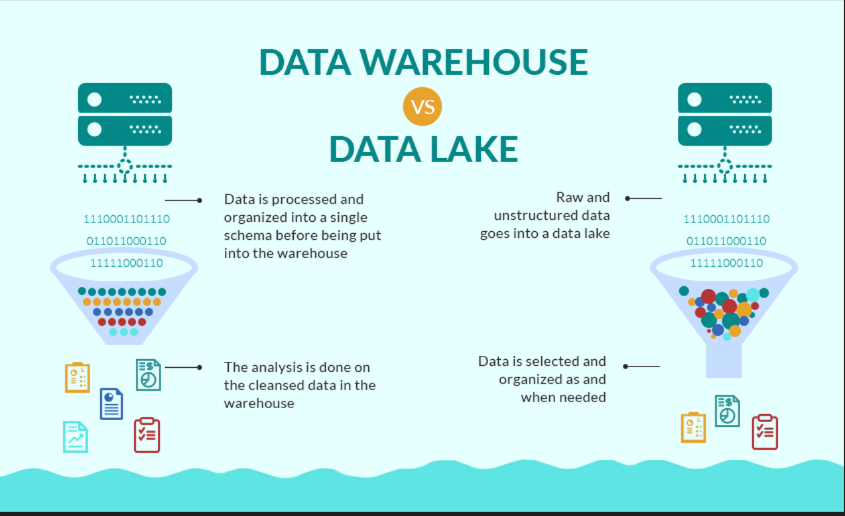 DATA WAREHOUSE
VS
DATA LAKE
Data is processed and
organized into a single
schema before being put
into the warehouse
1110001101110
011011000110
11111000110
The analysis is done on
the cleansed data in the
warehouse
Raw and
unstructured data
goes into a data lake
1110001101110
011011000110
11111000110
Data is selected and
organized as and
when needed